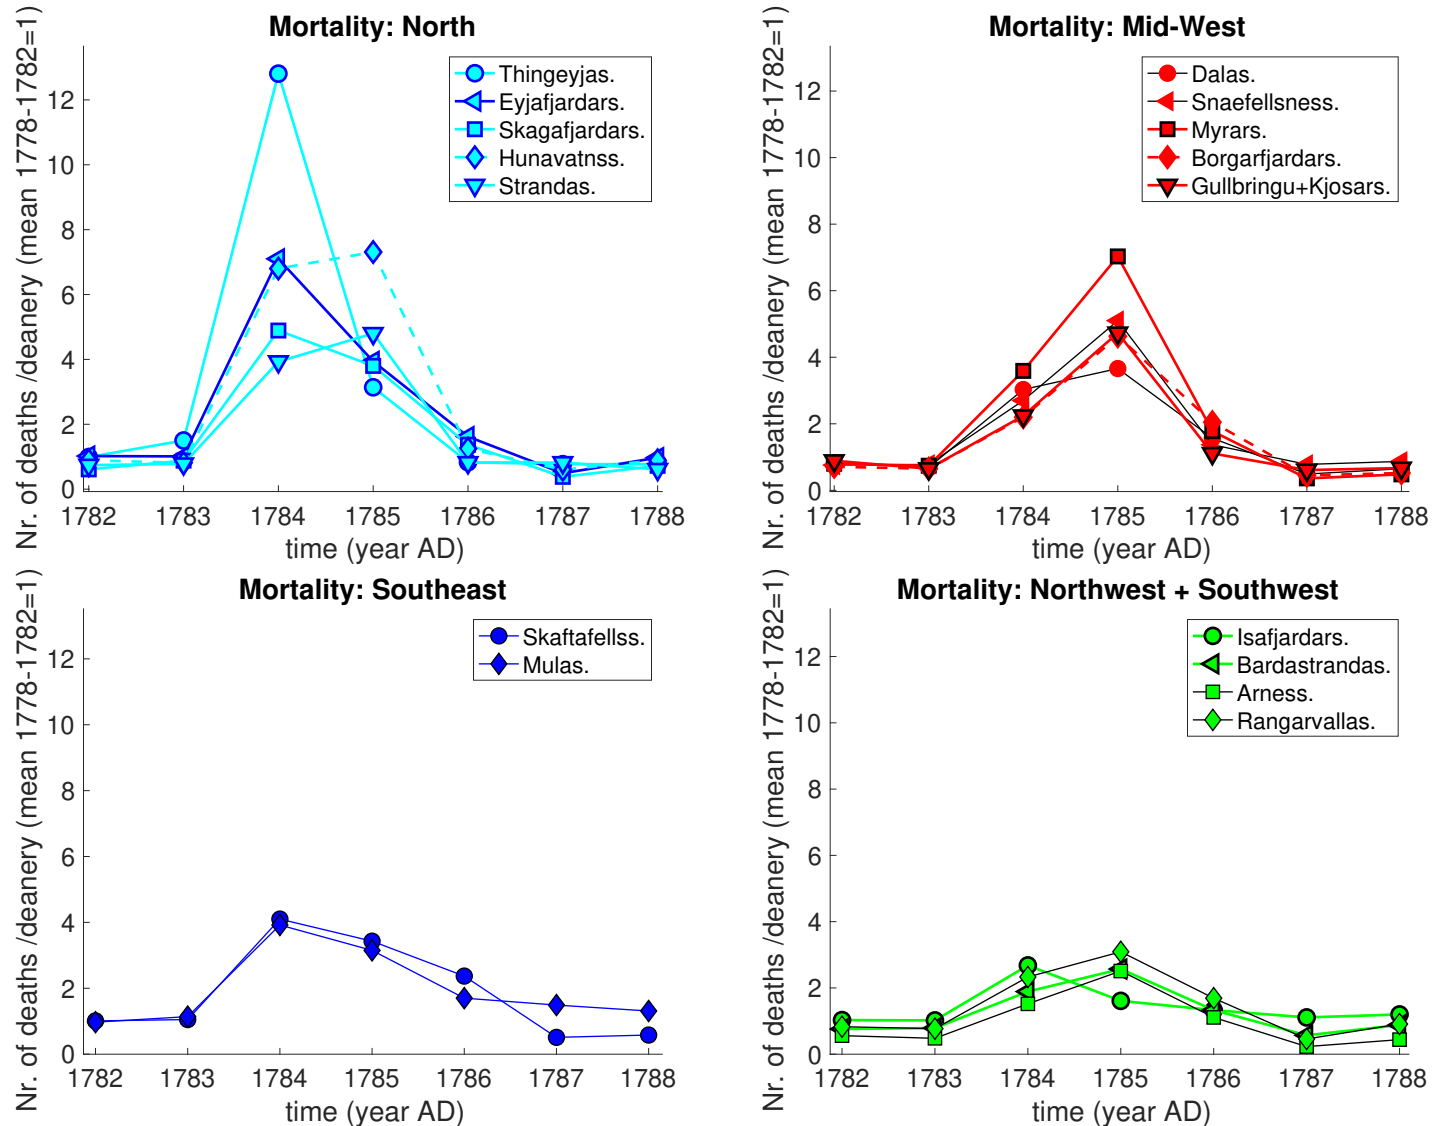 Mortality: North
Nr. of deaths /deanery (mean 1778-1782=1)
12
10
8
6
4
2
0
1782 1783 1784 1785 1786 1787 1788
time (year AD)
Thingeyjas.
Eyjafjardars.
Skagafjardars.
Hunavatnss.
Strandas.
Mortality: Mid-West
Nr. of deaths /deanery (mean 1778-1782=1)
12
10
8
6
4
2
0
1782 1783 1784 1785 1786 1787 1788
time (year AD)
Dalas.
Snaefellsness.
Myrars.
Borgarfjardars.
Gullbringu+Kjosars.
Mortality: Southeast
Nr. of deaths /deanery (mean 1778-1782=1)
12
10
8
6
4
2
0
1782 1783 1784 1785 1786 1787 1788
time (year AD)
Skaftafellss.
Mulas.
Mortality: Northwest + Southwest
Nr. of deaths /deanery (mean 1778-1782=1)
12
10
8
6
4
2
0
1782 1783 1784 1785 1786 1787 1788
time (year AD)
Isafjardars.
Bardastrandas.
Arness.
Rangarvallas.